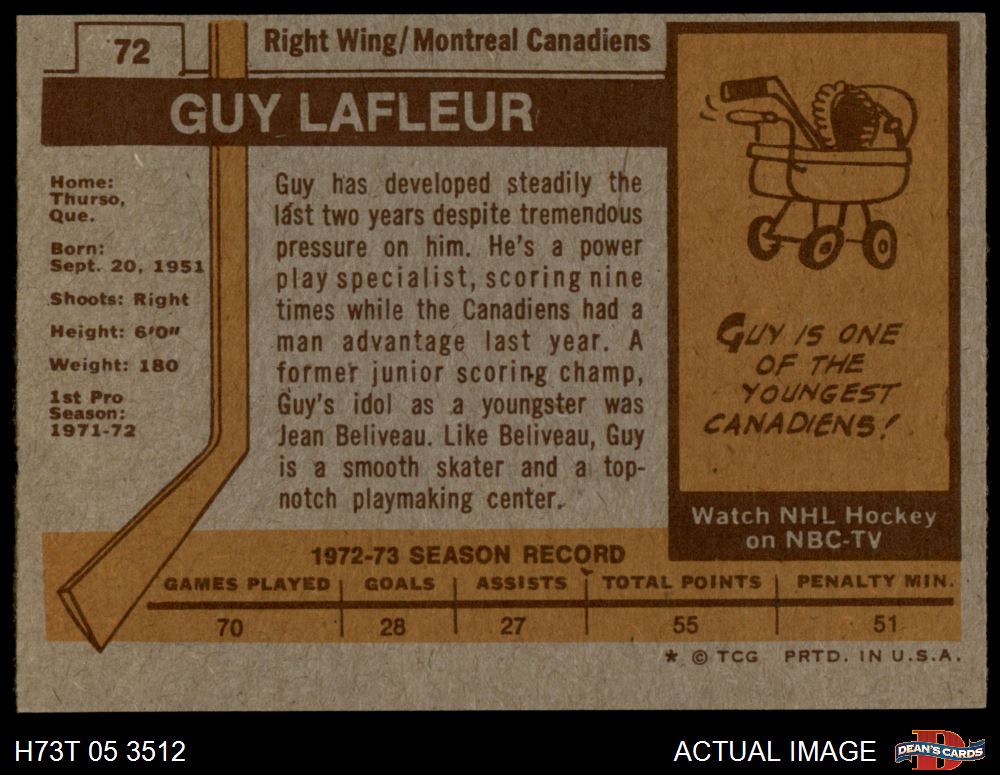 72
Right Wing/Montreal Canadiens
GUY LAFLEUR
Home:
Thurso,
Que.
Born:
Sept. 20, 1951
Shoots: Right
Height: 6'0"
Weight: 180
1st Pro
Season:
1971-72
Guy has developed steadily the
last two years despite tremendous
pressure on him. He's a power
play specialist, scoring nine
times while the Canadiens had a
man advantage last year. A
former junior scoring champ,
Guy's idol as a youngster was
Jean Beliveau. Like Beliveau, Guy
is a smooth skater and a top-
notch playmaking center.
GUY IS ONE
OF THE
YOUNGEST
CANADIENS!
Watch NHL Hockey
on NBC-TV
1972-73 SEASON RECORD
GAMES PLAYED GOALS ASSISTS TOTAL POINTS PENALTY MIN.
70 28 27 55 51
* © TCG PRTD. IN U.S.A.
H73T 05 3512
ACTUAL IMAGE
D
DEAN'S CARDS